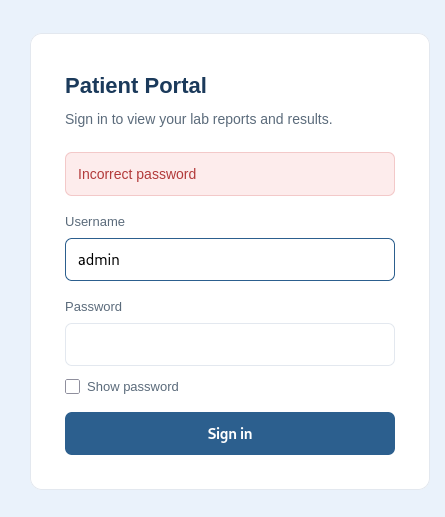 Patient Portal
Sign in to view your lab reports and results.
Incorrect password
Username
admin
Password
Show password
Sign in